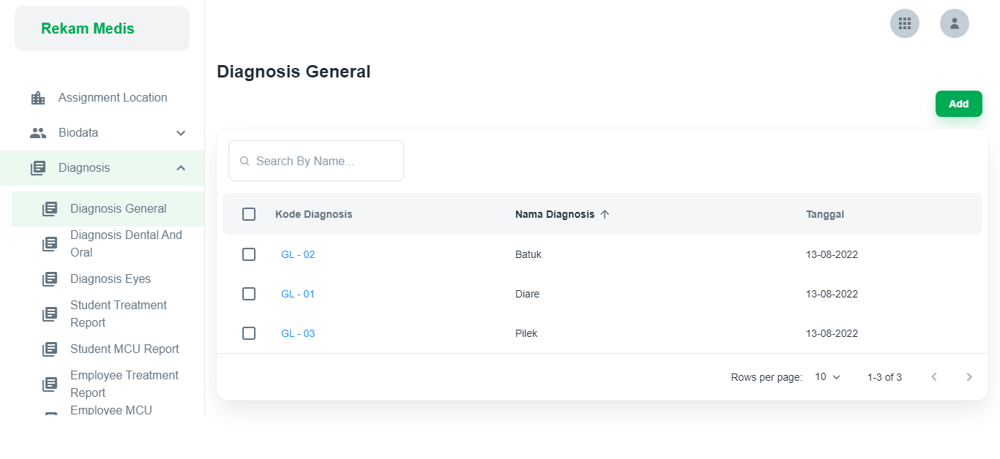 Rekam Medis
Assignment Location
Biodata
Diagnosis
Diagnosis General
Diagnosis Dental And
Oral
Diagnosis Eyes
Student Treatment
Report
Student MCU Report
Employee Treatment
Report
Employee MCU
Diagnosis General
Add
Search By Name...
Kode Diagnosis Nama Diagnosis Tanggal
GL - 02 Batuk 13-08-2022
GL - 01 Diare 13-08-2022
GL - 03 Pilek 13-08-2022
Rows per page: 10 1-3 of 3